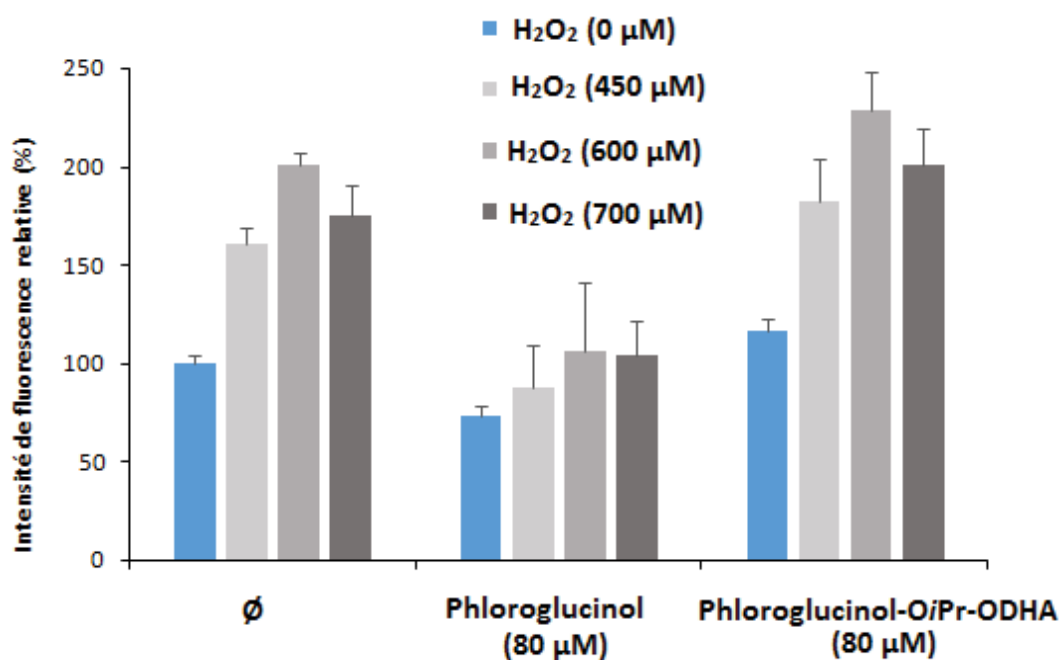 H₂O₂ (0 µM)
H₂O₂ (450 µM)
H₂O₂ (600 µM)
H₂O₂ (700 µM)
Intensité de fluorescence relative (%)
250
200
150
100
50
0
Ø
Phloroglucinol
(80 µM)
Phloroglucinol-OiPr-ODHA
(80 µM)